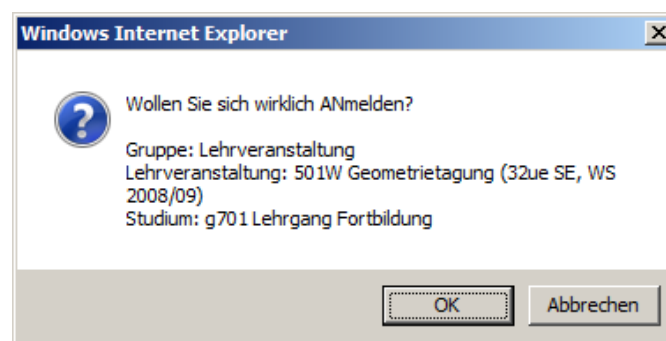 Windows Internet Explorer
Wollen Sie sich wirklich ANmelden?
Gruppe: Lehrveranstaltung
Lehrveranstaltung: 501W Geometrietagung (32ue SE, WS
2008/09)
Studium: g701 Lehrgang Fortbildung
OK
Abbrechen